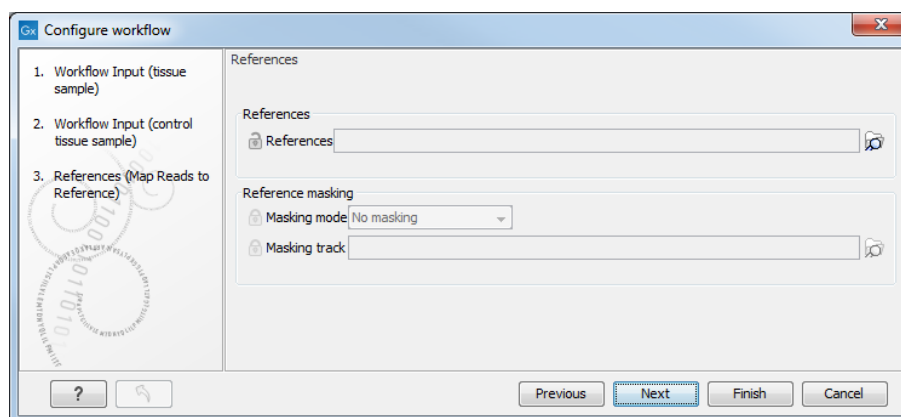 Gx Configure workflow
References
1. Workflow Input (tissue
sample)
2. Workflow Input (control
tissue sample)
3. References (Map Reads to
Reference)
References
References
Reference masking
Masking mode No masking
Masking track
? Previous Next Finish Cancel